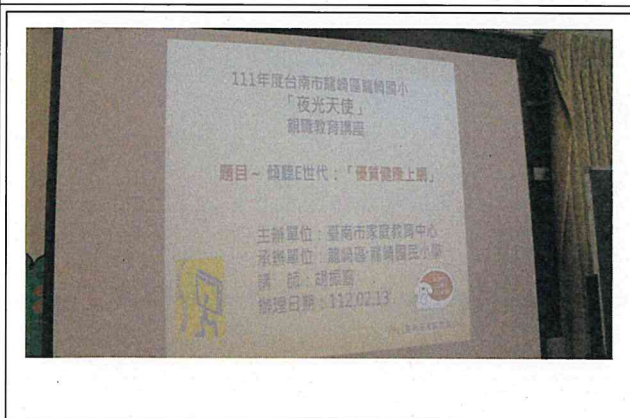 111年度台南市龍崎區龍崎國小
「夜光天使」
親職教育講座
題目~ 傾聽E世代:「優質健康上網」
主辦單位:臺南市家庭教育中心
承辦單位:龍崎區龍崎國民小學
講 師:胡振
辦理日期:112.02.13